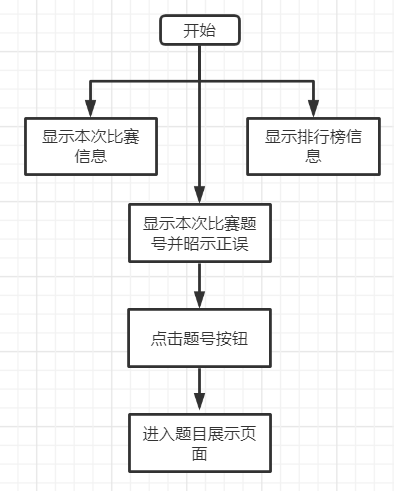 开始
显示本次比赛
信息
显示排行榜信
息
显示本次比赛题
号并昭示正误
点击题号按钮
进入题目展示页
面